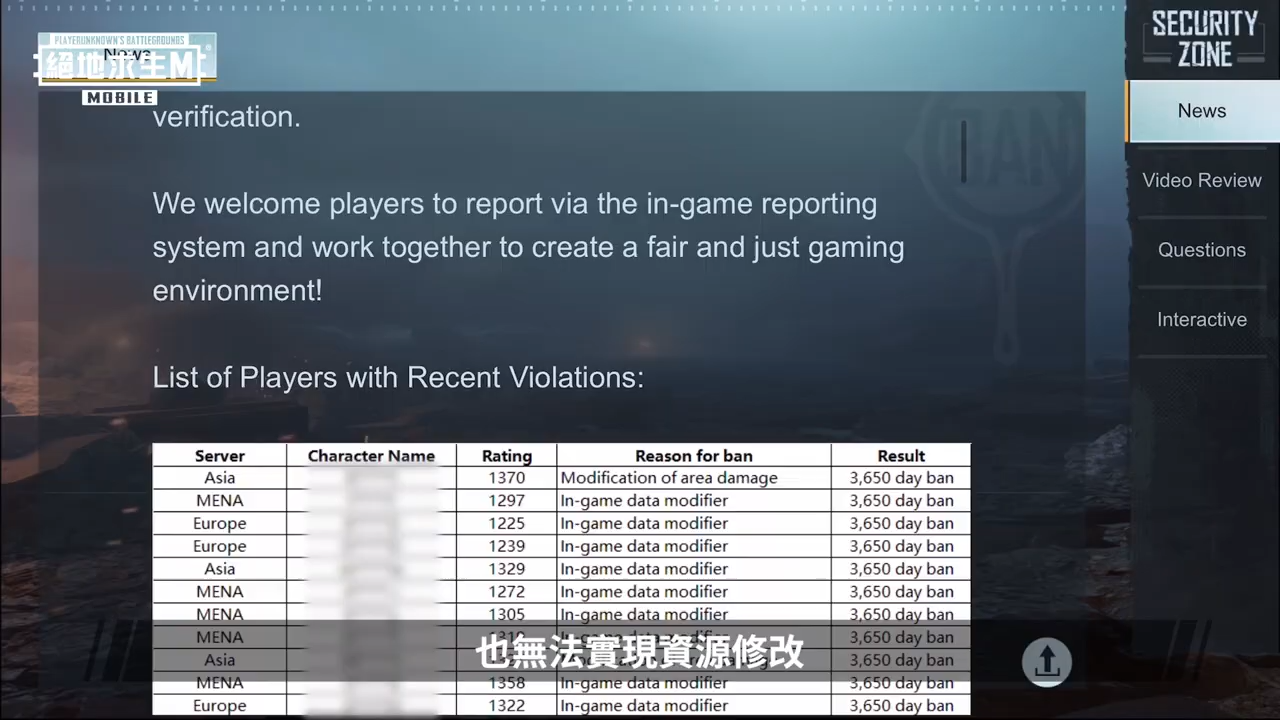 PLAYERUNKNOWN'S BATTLEGROUNDS
News
絕地求生M
MOBILE
SECURITY
ZONE
News
Video Review
Questions
Interactive
BAN
verification.
We welcome players to report via the in-game reporting
system and work together to create a fair and just gaming
environment!
List of Players with Recent Violations:
Server Character Name Rating Reason for ban Result
Asia 1370 Modification of area damage 3,650 day ban
MENA 1297 In-game data modifier 3,650 day ban
Europe 1225 In-game data modifier 3,650 day ban
Europe 1239 In-game data modifier 3,650 day ban
Asia 1329 In-game data modifier 3,650 day ban
MENA 1272 In-game data modifier 3,650 day ban
MENA 1305 In-game data modifier 3,650 day ban
MENA 3,650 day ban
Asia 3,650 day ban
MENA 1358 In-game data modifier 3,650 day ban
Europe 1322 In-game data modifier 3,650 day ban
也無法實現資源修改